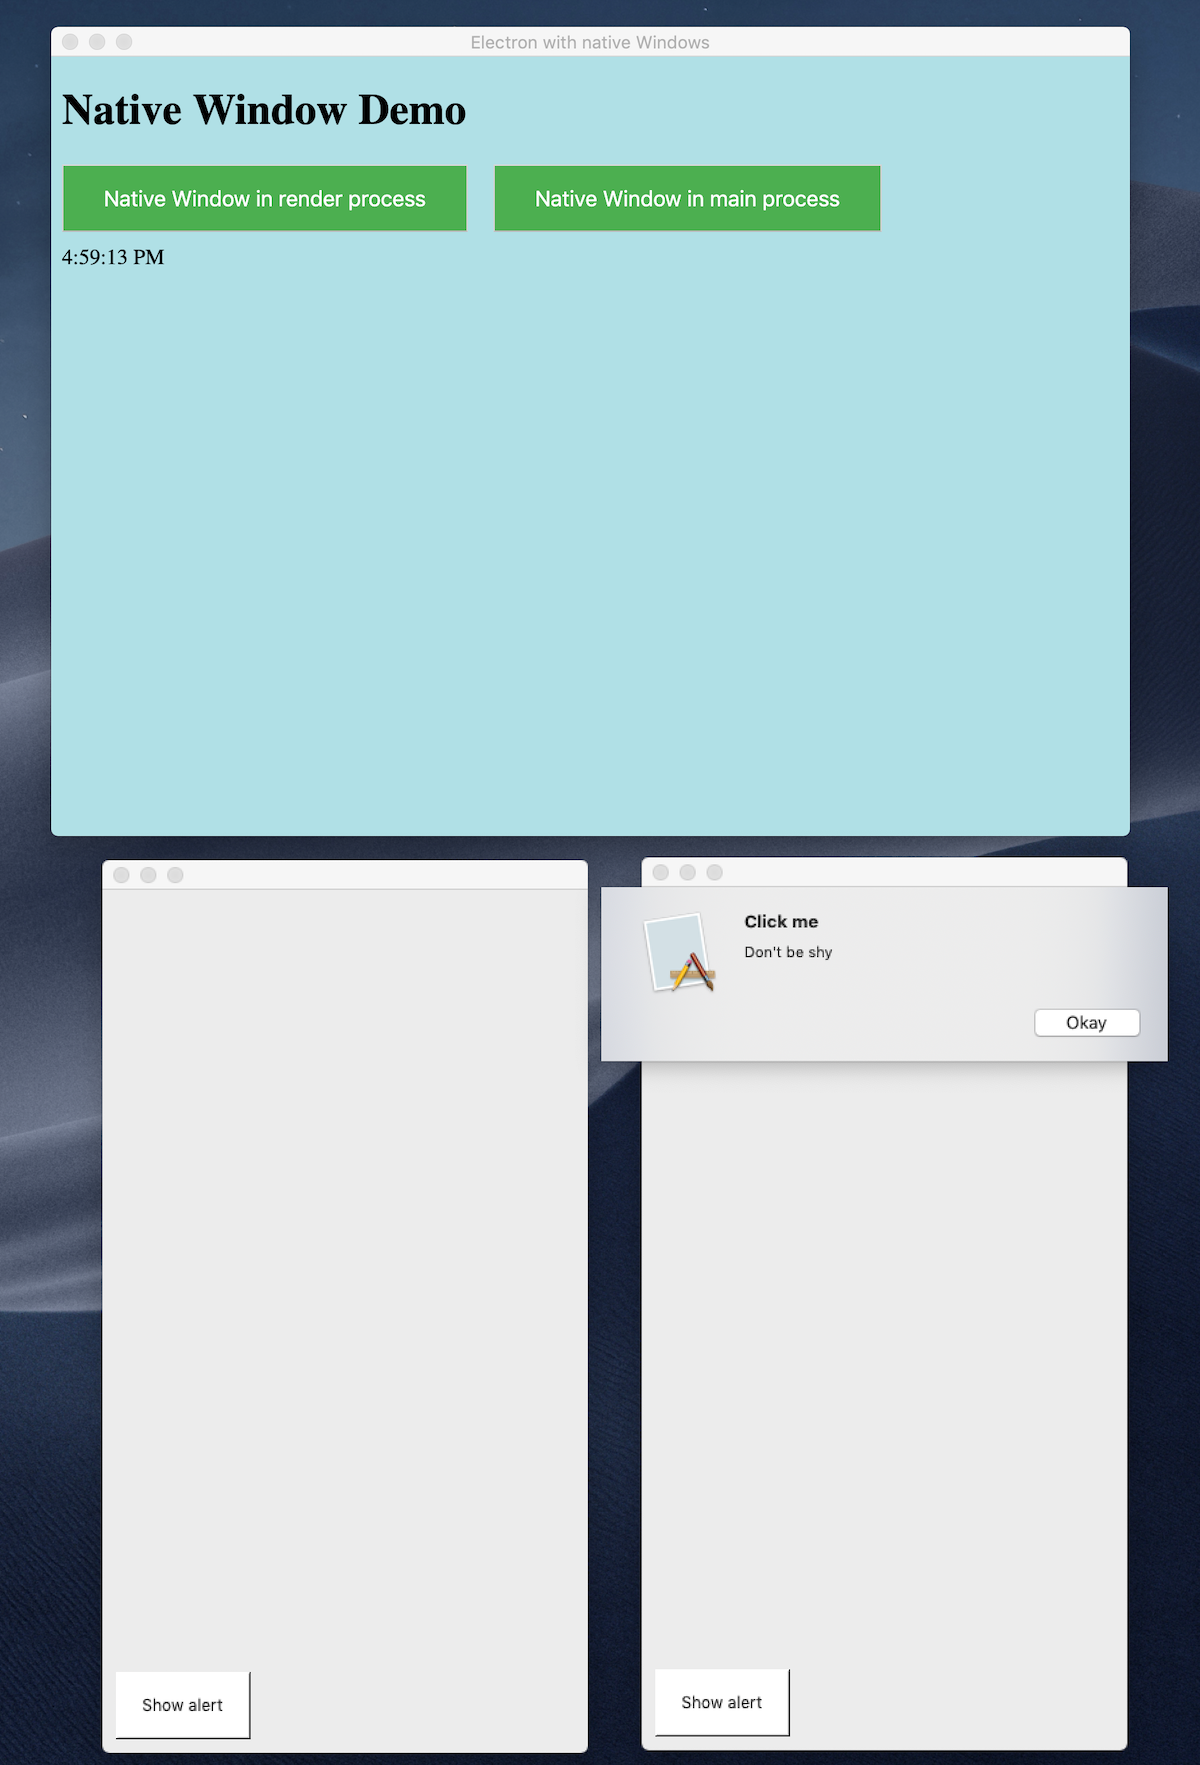 Electron with native Windows
Native Window Demo
Native Window in render process
Native Window in main process
4:59:13 PM
Click me
Don't be shy
Okay
Show alert
Show alert